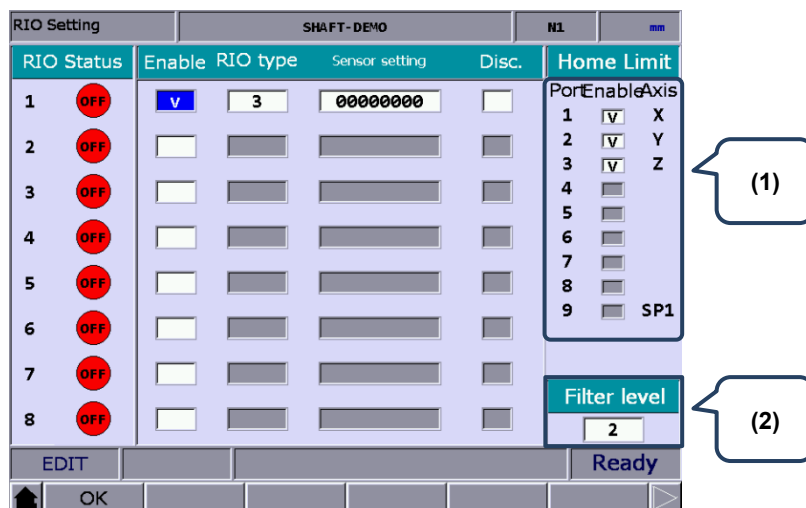 RIO Setting SHAFT-DEMO N1 mm
RIO Status Enable RIO type Sensor setting Disc. Home Limit
Port Enable Axis
1 OFF V 3 00000000
1 V X
2 V Y
3 V Z
4
5
6
7
8
9 SP1
2 OFF
3 OFF
4 OFF
5 OFF
6 OFF
7 OFF
8 OFF
Filter level
2
(1)
(2)
EDIT Ready
OK